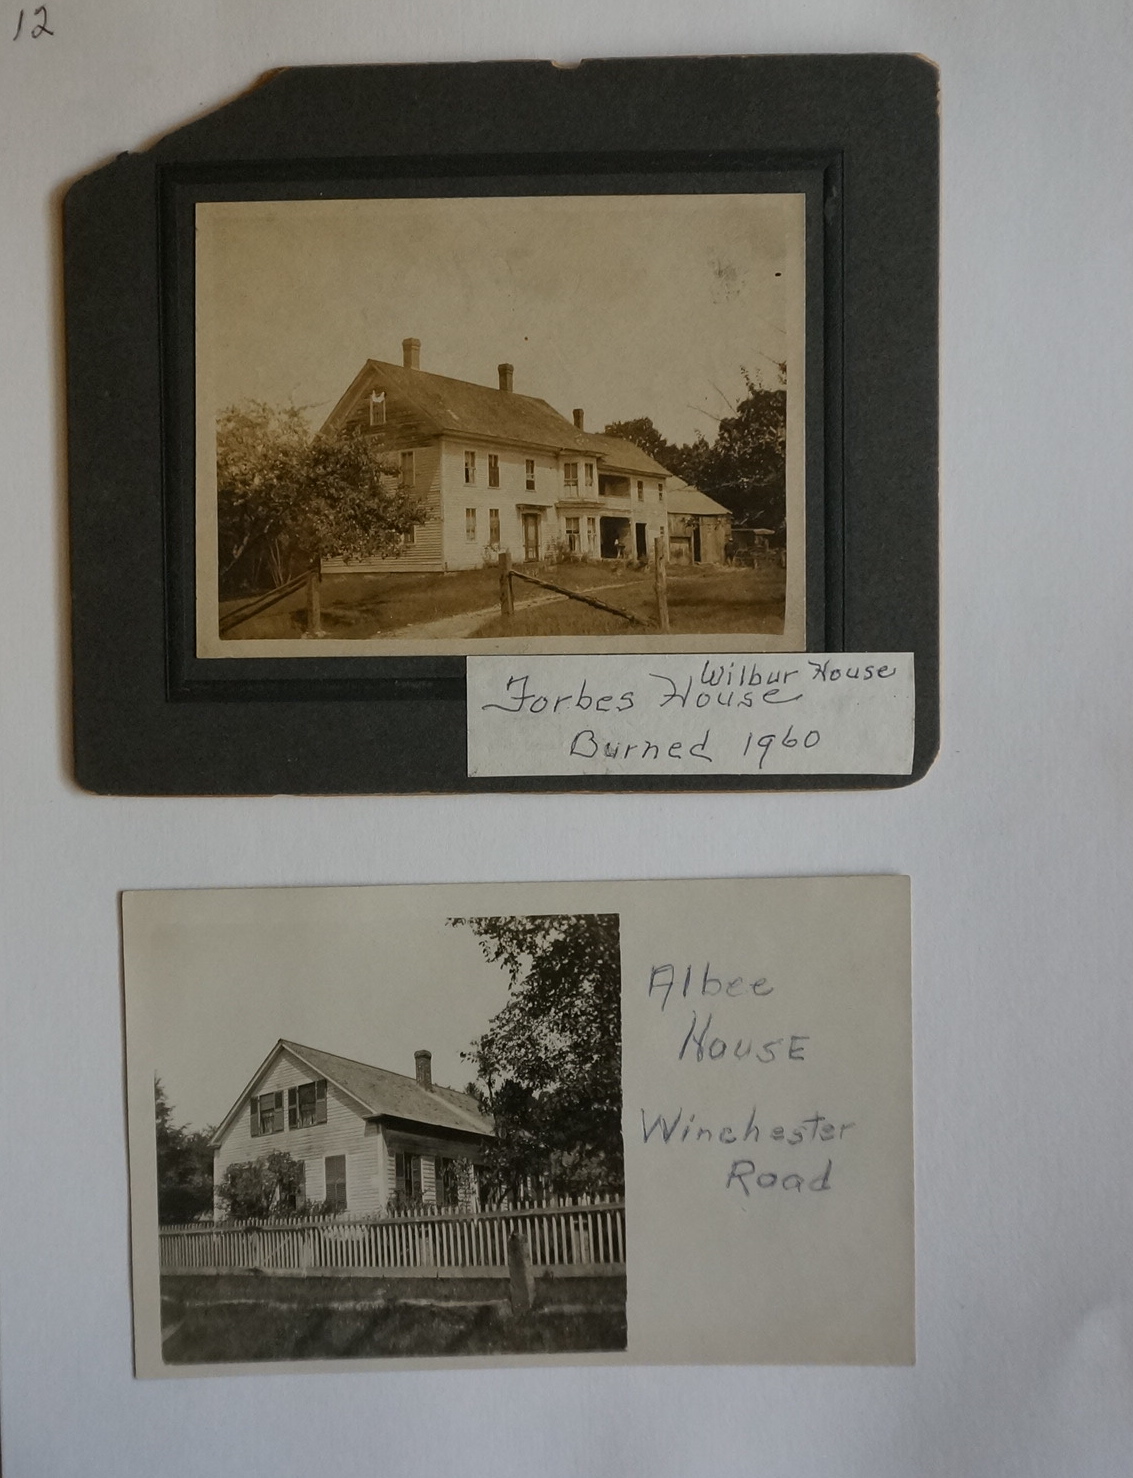 12
Wilbur House
Forbes House
Burned 1960
Albee
HousE
Winchester
Road